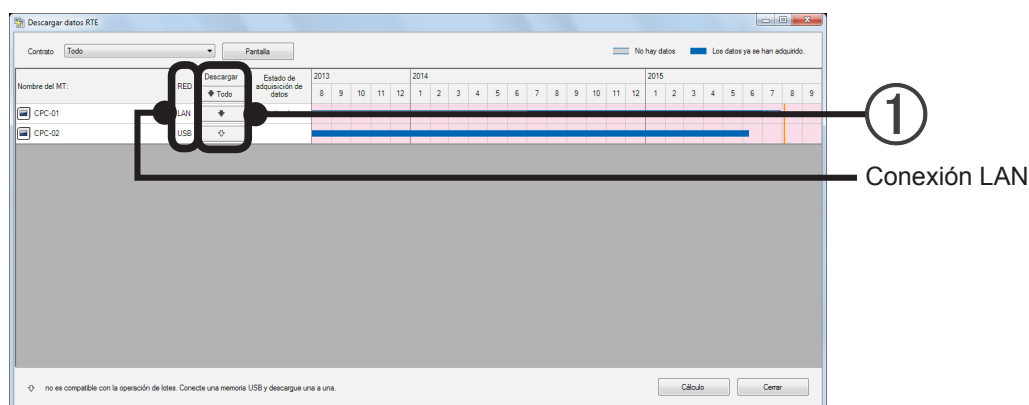 Descargar datos RTE
Contrato Todo Pantalla No hay datos Los datos ya se han adquirido.
Nombre del MT: RED Descargar Todo Estado de adquisición de datos
2013 2014 2015
8 9 10 11 12 1 2 3 4 5 6 7 8 9 10 11 12 1 2 3 4 5 6 7 8 9
CPC-01 LAN
CPC-02 USB
1
Conexión LAN
no es compatible con la operación de lotes. Conecte una memoria USB y descargue una a una.
Cálculo Cerrar